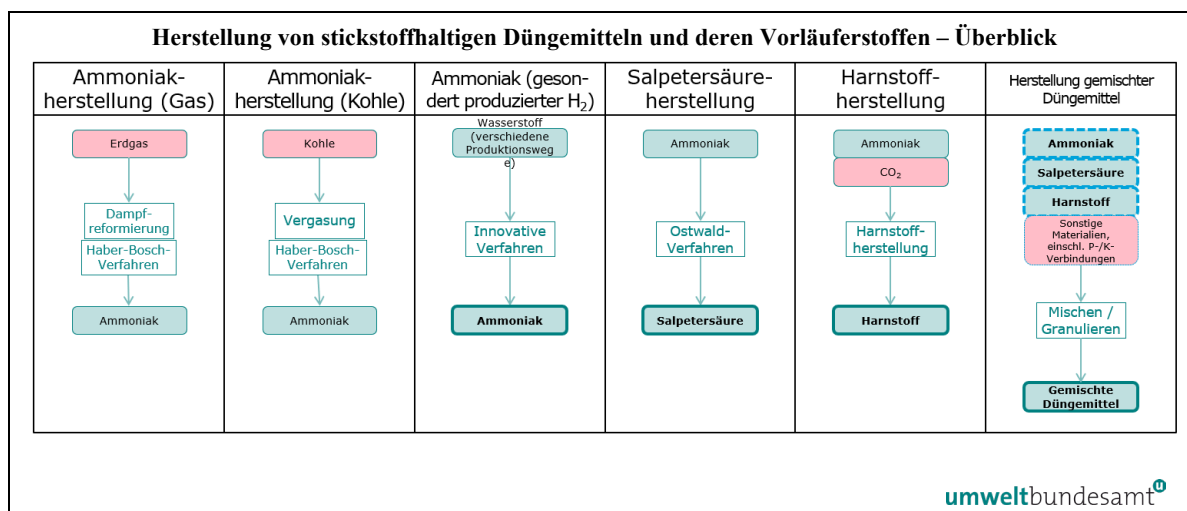 Herstellung von stickstoffhaltigen Düngemitteln und deren Vorläuferstoffen – Überblick
Ammoniak-
herstellung (Gas)
Erdgas
Dampf-
reformierung
Haber-Bosch-
Verfahren
Ammoniak
Ammoniak-
herstellung (Kohle)
Kohle
Vergasung
Haber-Bosch-
Verfahren
Ammoniak
Ammoniak (geson-
dert produzierter H₂)
Wasserstoff
(verschiedene
Produktionsweg
e)
Innovative
Verfahren
Ammoniak
Salpetersäure-
herstellung
Ammoniak
Ostwald-
Verfahren
Salpetersäure
Harnstoff-
herstellung
Ammoniak
CO₂
Harnstoff-
herstellung
Harnstoff
Herstellung gemischter
Düngemittel
Ammoniak
Salpetersäure
Harnstoff
Sonstige
Materialien,
einschl. P-/K-
Verbindungen
Mischen /
Granulieren
Gemischte
Düngemittel
umweltbundesamt u